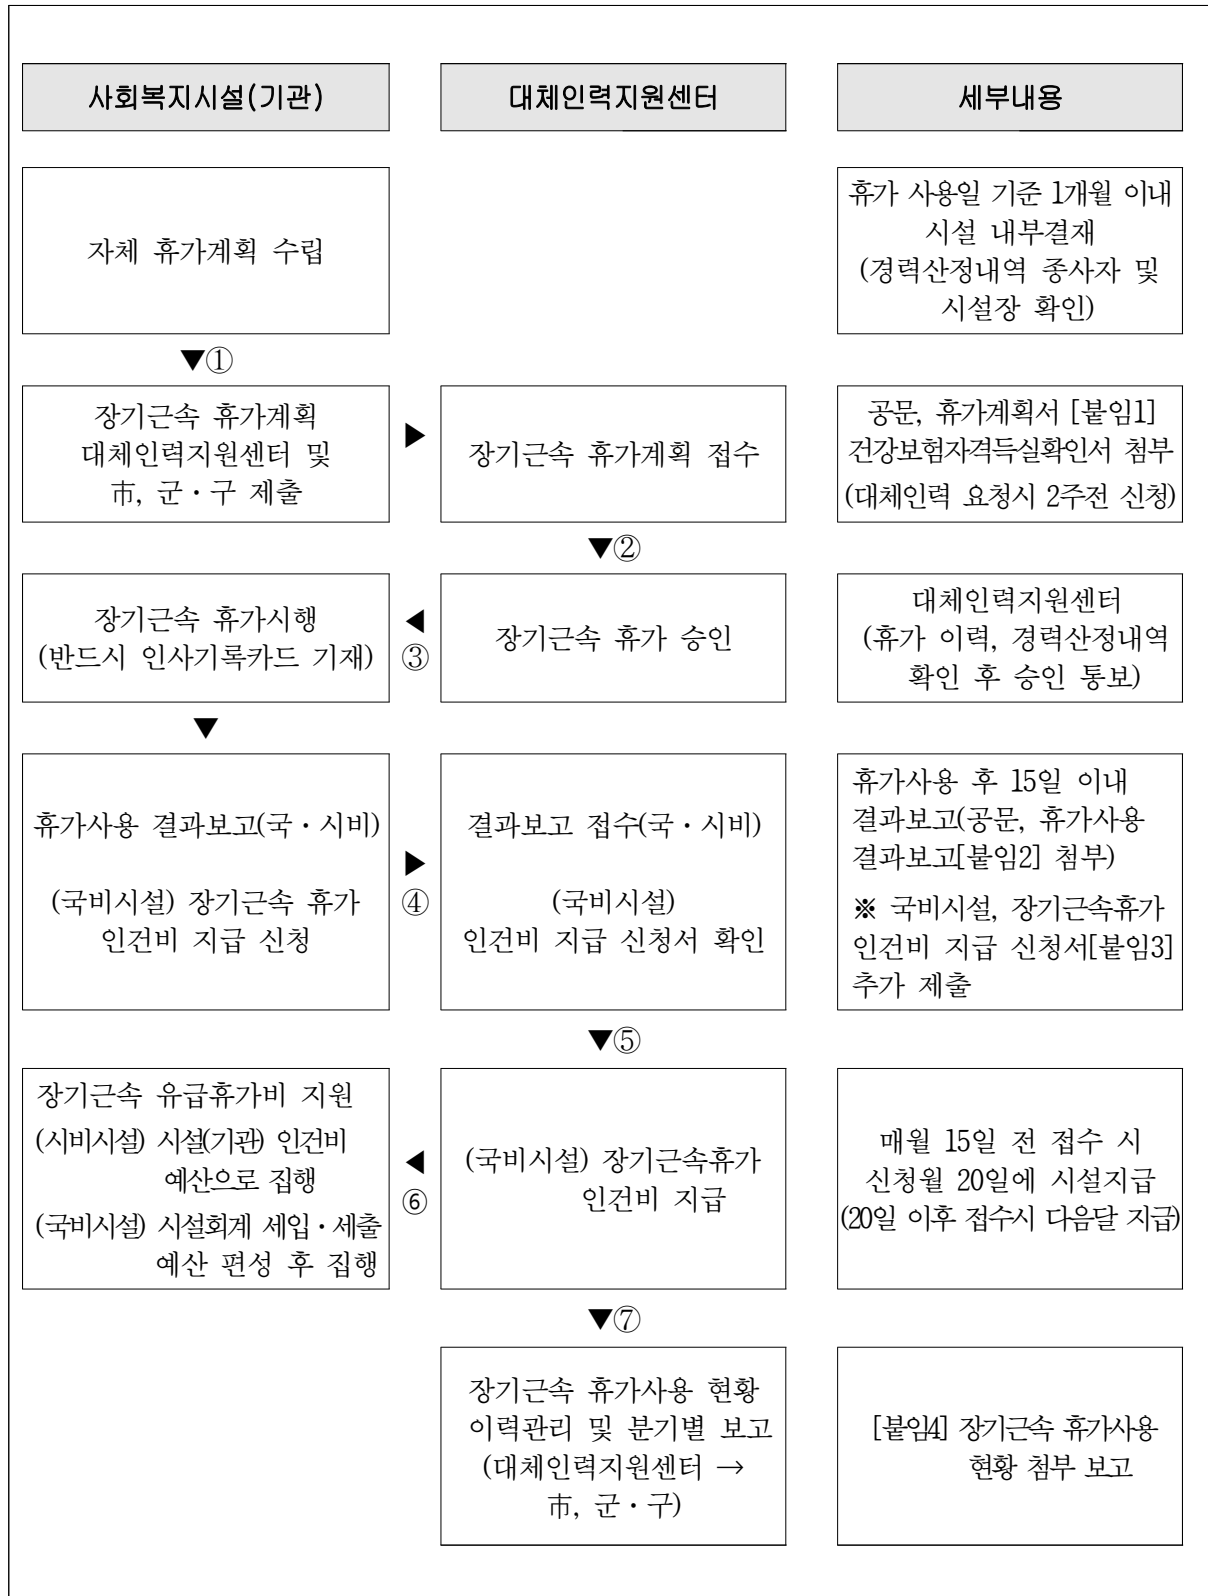 사회복지시설(기관)
대체인력지원센터
세부내용
자체 휴가계획 수립
휴가 사용일 기준 1개월 이내
시설 내부결재
(경력산정내역 종사자 및
시설장 확인)
▼①
장기근속 휴가계획
대체인력지원센터 및
市, 군·구 제출
▶
장기근속 휴가계획 접수
공문, 휴가계획서 [붙임1]
건강보험자격득실확인서 첨부
(대체인력 요청시 2주전 신청)
▼②
장기근속 휴가시행
(반드시 인사기록카드 기재)
◀
③
장기근속 휴가 승인
대체인력지원센터
(휴가 이력, 경력산정내역
확인 후 승인 통보)
▼
휴가사용 결과보고(국·시비)
(국비시설) 장기근속 휴가
인건비 지급 신청
▶
④
결과보고 접수(국·시비)
(국비시설)
인건비 지급 신청서 확인
휴가사용 후 15일 이내
결과보고(공문, 휴가사용
결과보고[붙임2] 첨부)
※ 국비시설, 장기근속휴가
인건비 지급 신청서[붙임3]
추가 제출
▼⑤
장기근속 유급휴가비 지원
(시비시설) 시설(기관) 인건비
예산으로 집행
(국비시설) 시설회계 세입·세출
예산 편성 후 집행
◀
⑥
(국비시설) 장기근속휴가
인건비 지급
매월 15일 전 접수 시
신청월 20일에 시설지급
(20일 이후 접수시 다음달 지급)
▼⑦
장기근속 휴가사용 현황
이력관리 및 분기별 보고
(대체인력지원센터 →
市, 군·구)
[붙임4] 장기근속 휴가사용
현황 첨부 보고